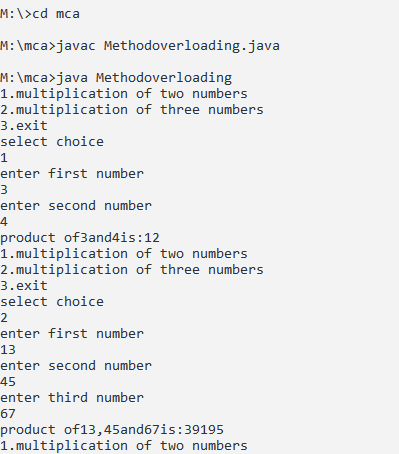 M:\>cd mca
M:\mca>javac Methodoverloading.java
M:\mca>java Methodoverloading
1.multiplication of two numbers
2.multiplication of three numbers
3.exit
select choice
1
enter first number
3
enter second number
4
product of3and4is:12
1.multiplication of two numbers
2.multiplication of three numbers
3.exit
select choice
2
enter first number
13
enter second number
45
enter third number
67
product of13,45and67is:39195
1.multiplication of two numbers